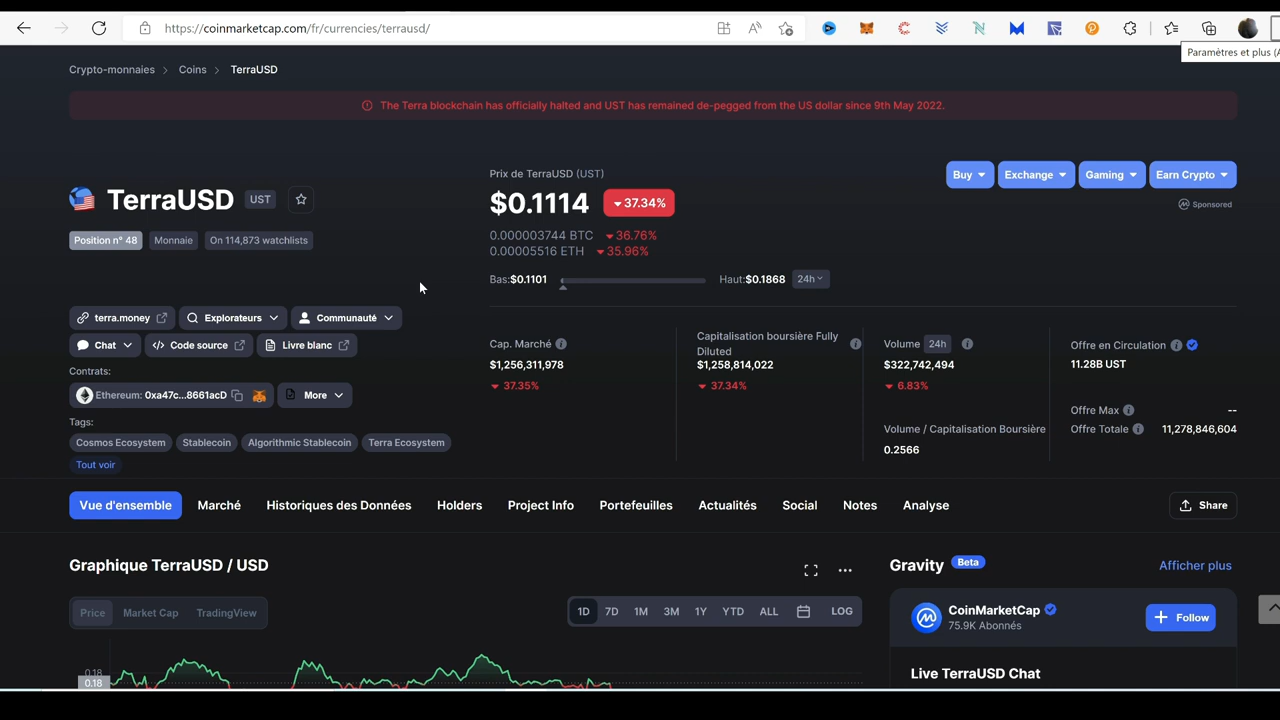 https://coinmarketcap.com/fr/currencies/terrausd/
Paramètres et plus (A
Crypto-monnaies > Coins > TerraUSD
The Terra blockchain has officially halted and UST has remained de-pegged from the US dollar since 9th May 2022.
TerraUSD UST
Position n° 48 Monnaie On 114,873 watchlists
Prix de TerraUSD (UST)
$0.1114 37.34%
0.000003744 BTC 36.76%
0.00005516 ETH 35.96%
Bas:$0.1101 Haut:$0.1868 24h
Buy Exchange Gaming Earn Crypto
Sponsored
terra.money Explorateurs Communauté
Chat Code source Livre blanc
Contrats:
Ethereum: 0xa47c...8661acD More
Tags:
Cosmos Ecosystem Stablecoin Algorithmic Stablecoin Terra Ecosystem
Tout voir
Cap. Marché
$1,256,311,978
37.35%
Capitalisation boursière Fully
Diluted
$1,258,814,022
37.34%
Volume 24h
$322,742,494
6.83%
Volume / Capitalisation Boursière
0.2566
Offre en Circulation
11.28B UST
Offre Max --
Offre Totale 11,278,846,604
Vue d'ensemble Marché Historiques des Données Holders Project Info Portefeuilles Actualités Social Notes Analyse Share
Graphique TerraUSD / USD
Price Market Cap TradingView 1D 7D 1M 3M 1Y YTD ALL LOG
0.18
0.18
Gravity Beta Afficher plus
CoinMarketCap
75.9K Abonnés
Follow
Live TerraUSD Chat